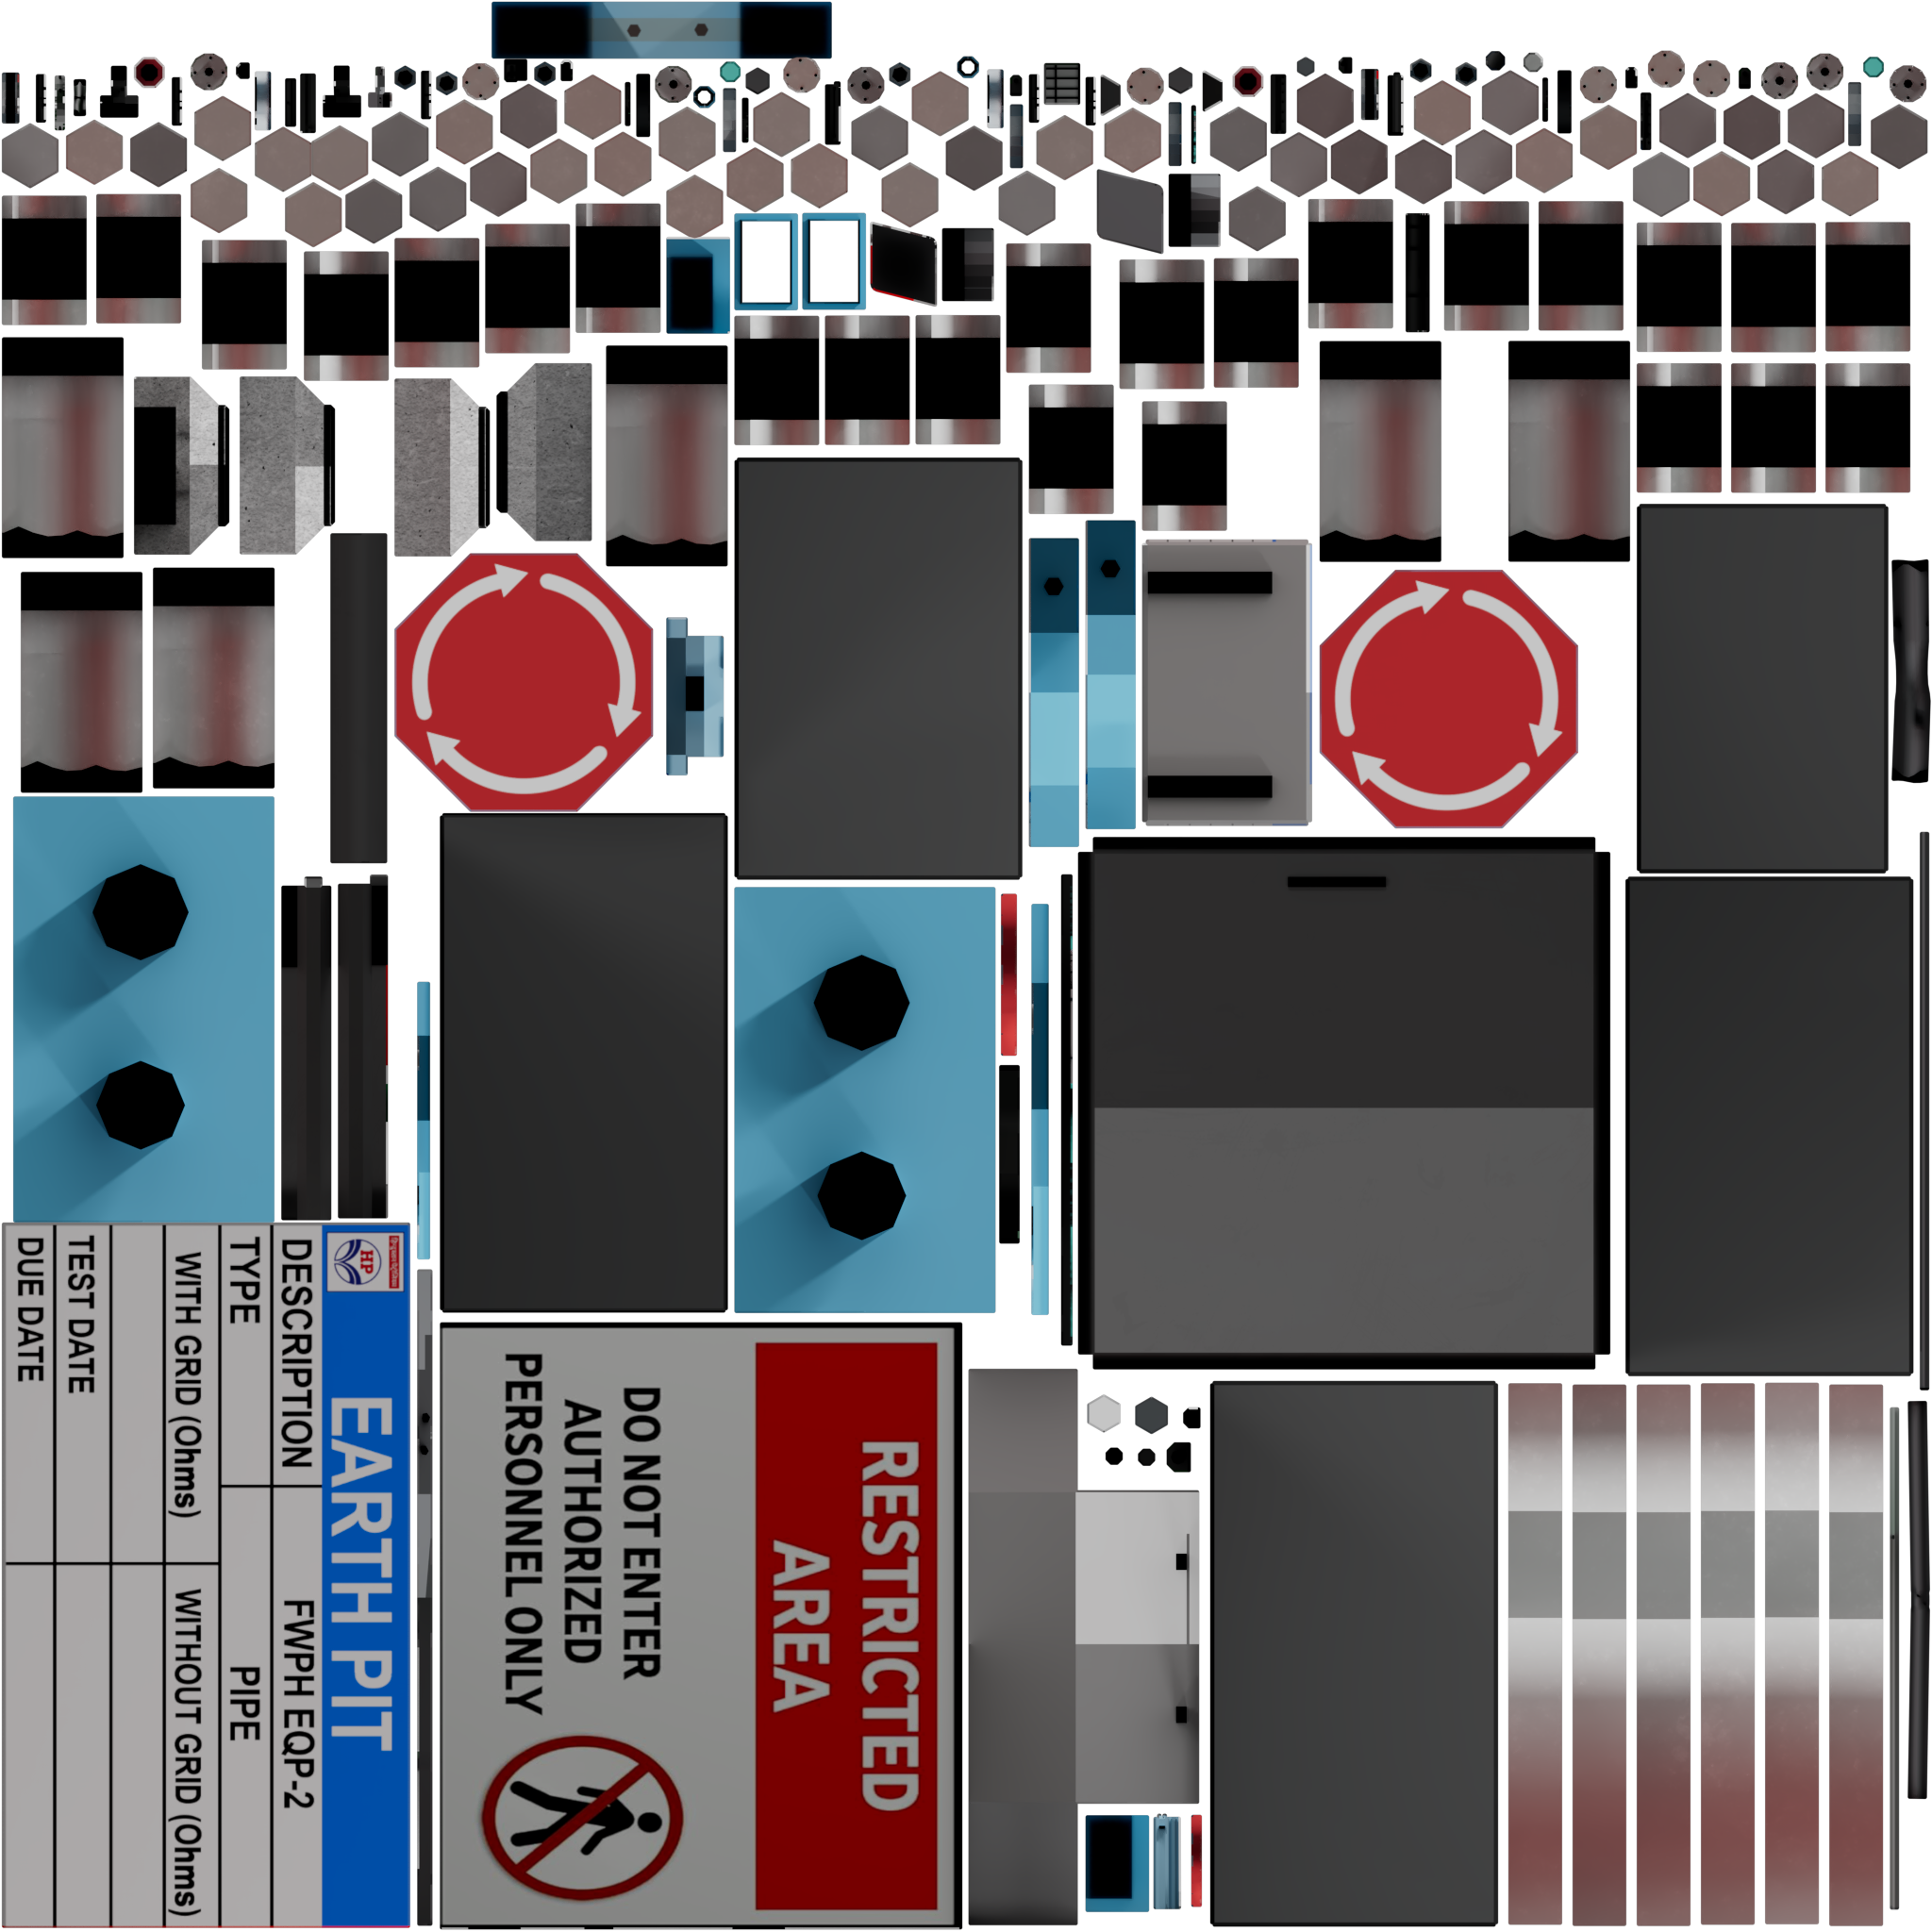 HP
EARTH PIT
DESCRIPTION FWPH EQP-2
TYPE PIPE
WITH GRID (Ohms) WITHOUT GRID (Ohms)
TEST DATE
DUE DATE
RESTRICTED
AREA
DO NOT ENTER
AUTHORIZED
PERSONNEL ONLY